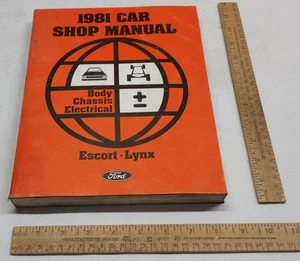 1981 CAR
SHOP MANUAL
Body
Chassis
Electrical
Escort · Lynx
Ford